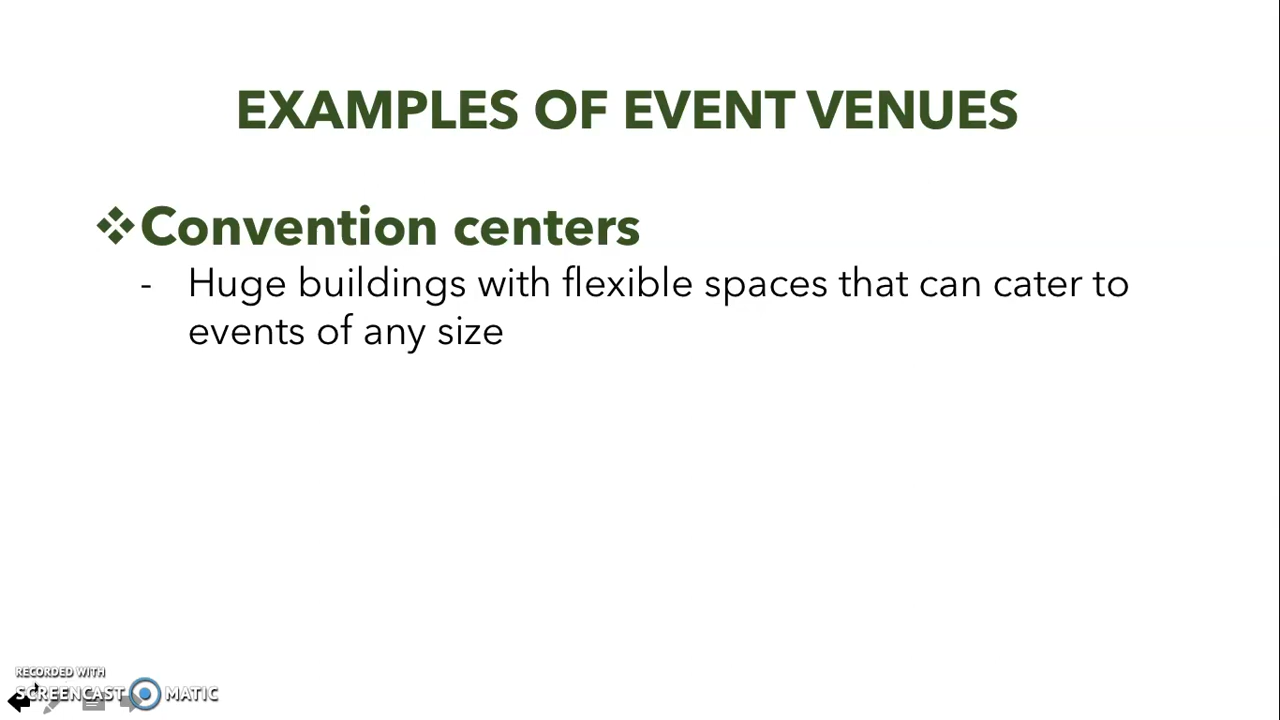 EXAMPLES OF EVENT VENUES
❖Convention centers
- Huge buildings with flexible spaces that can cater to
events of any size
RECORDED WITH
SCREENCAST MATIC